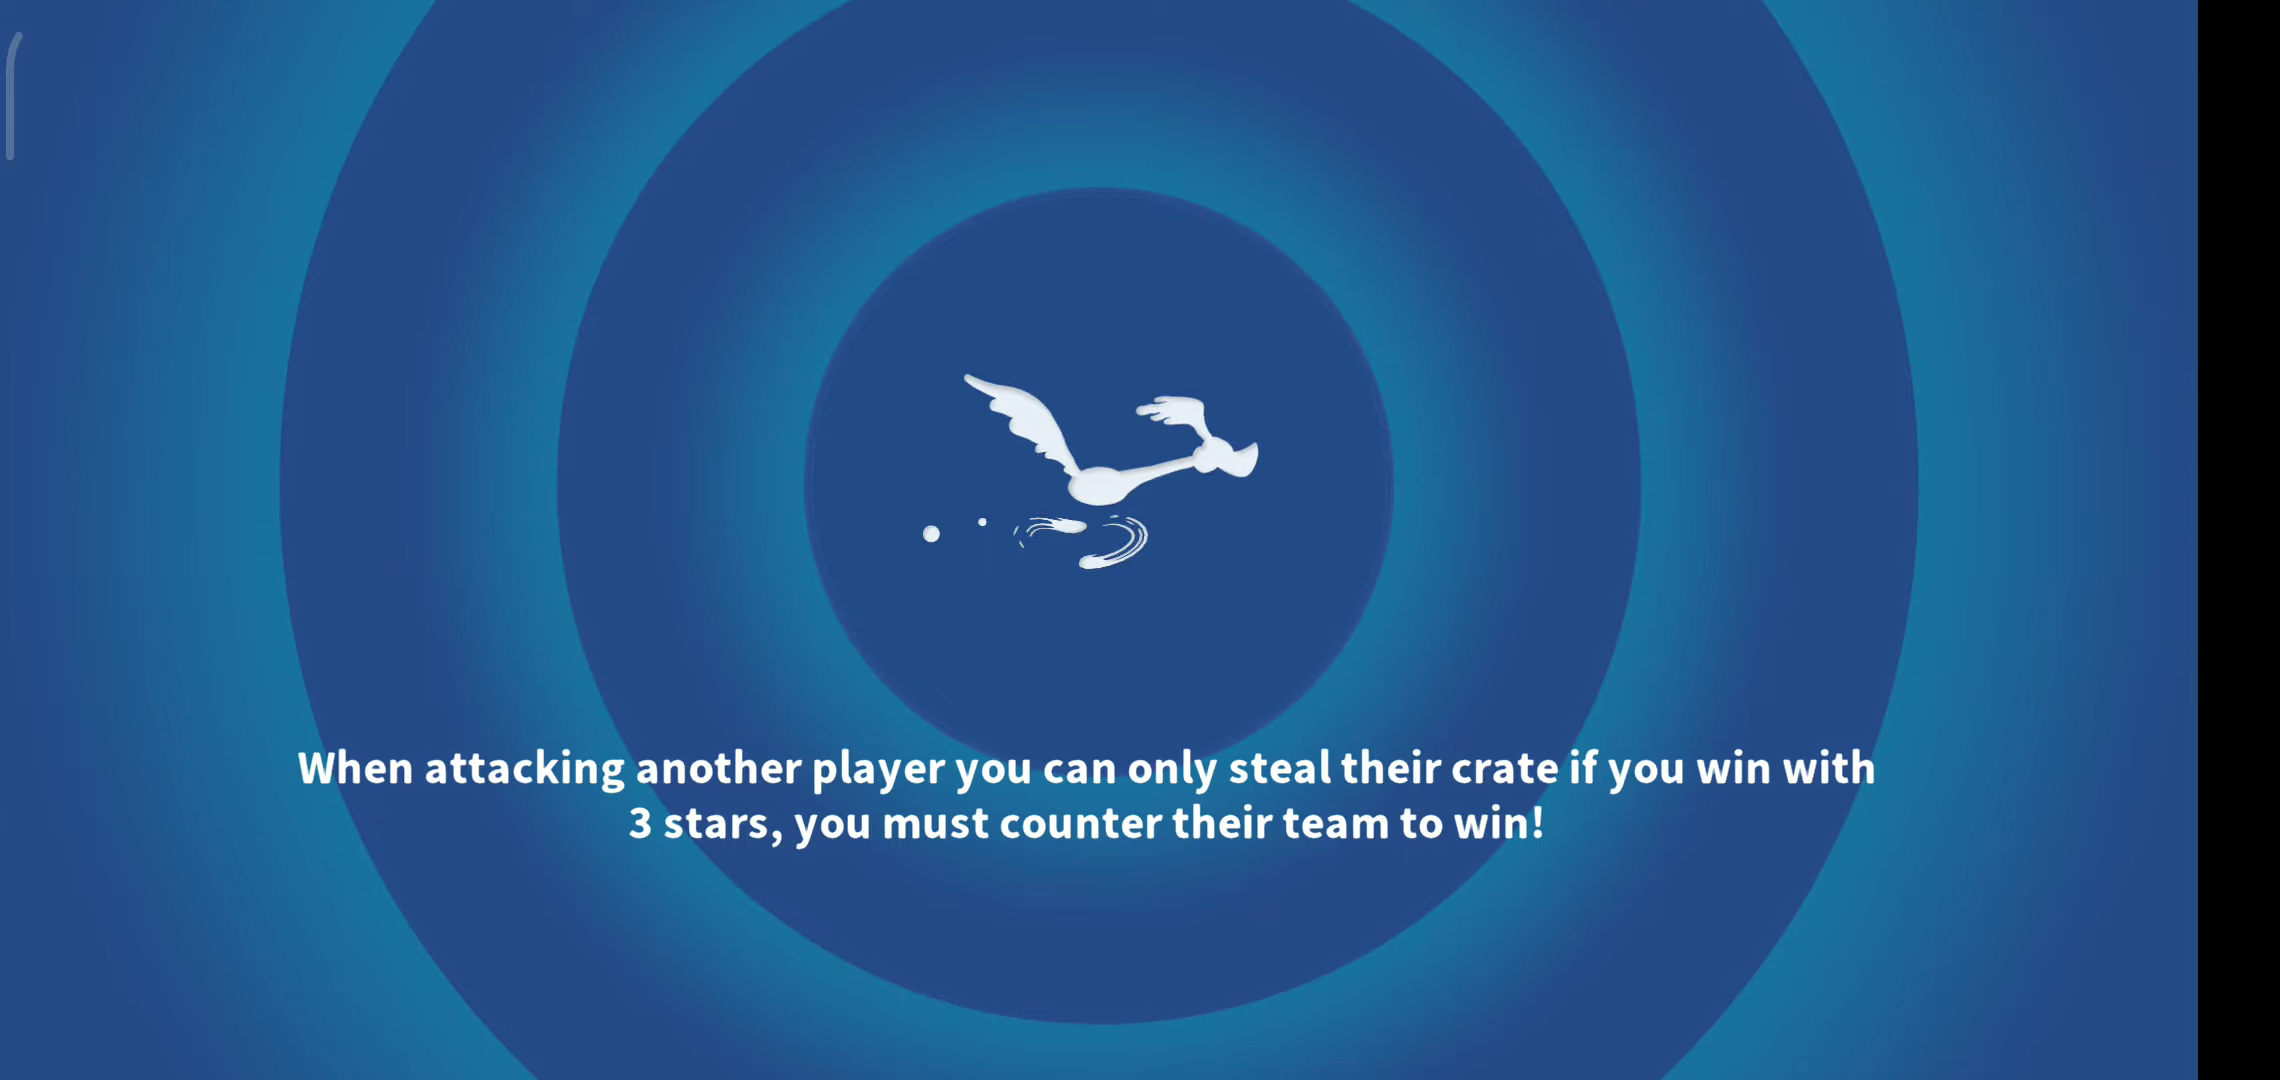 When attacking another player you can only steal their crate if you win with
3 stars, you must counter their team to win!